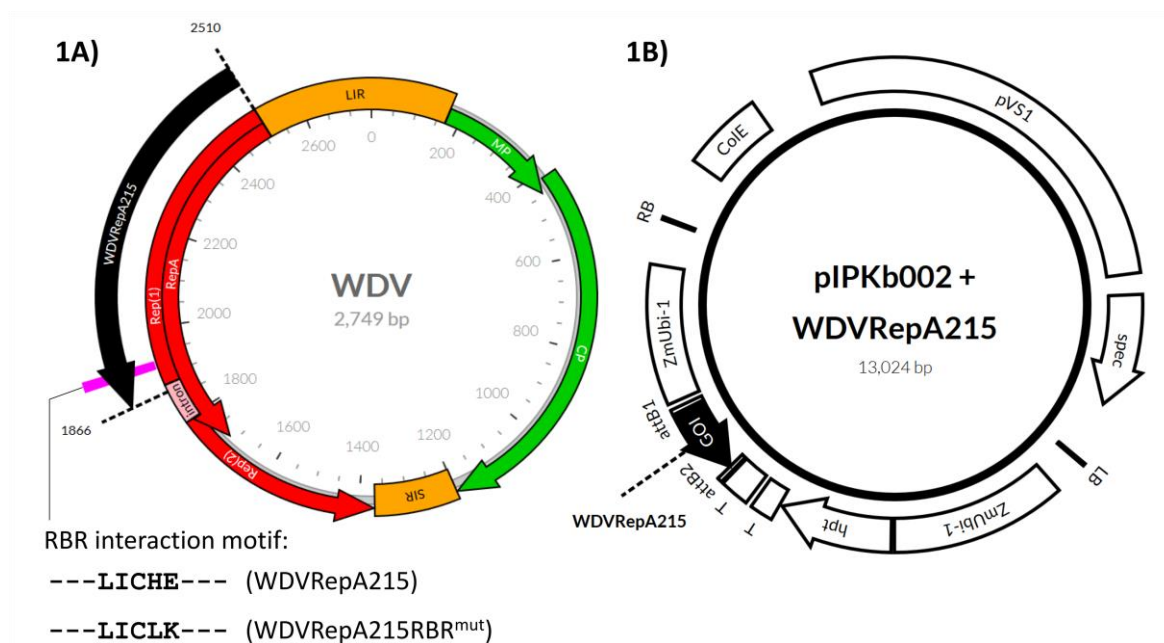 1A)
2510
LIR
0
200
MP
400
600
800
CP
1000
1200
SIR
1400
1600
Rep(2)
1800
intron
2000
Rep(1)
RepA
2200
2400
2600
WDVRepA215
1866
WDV
2,749 bp
RBR interaction motif:
---LICHE--- (WDVRepA215)
---LICLK--- (WDVRepA215RBRmut)
1B)
pVS1
ColE
RB
ZmUbi-1
attB1
GOI
attB2
T
T
hpt
ZmUbi-1
LB
spec
WDVRepA215
pIPKb002 +
WDVRepA215
13,024 bp